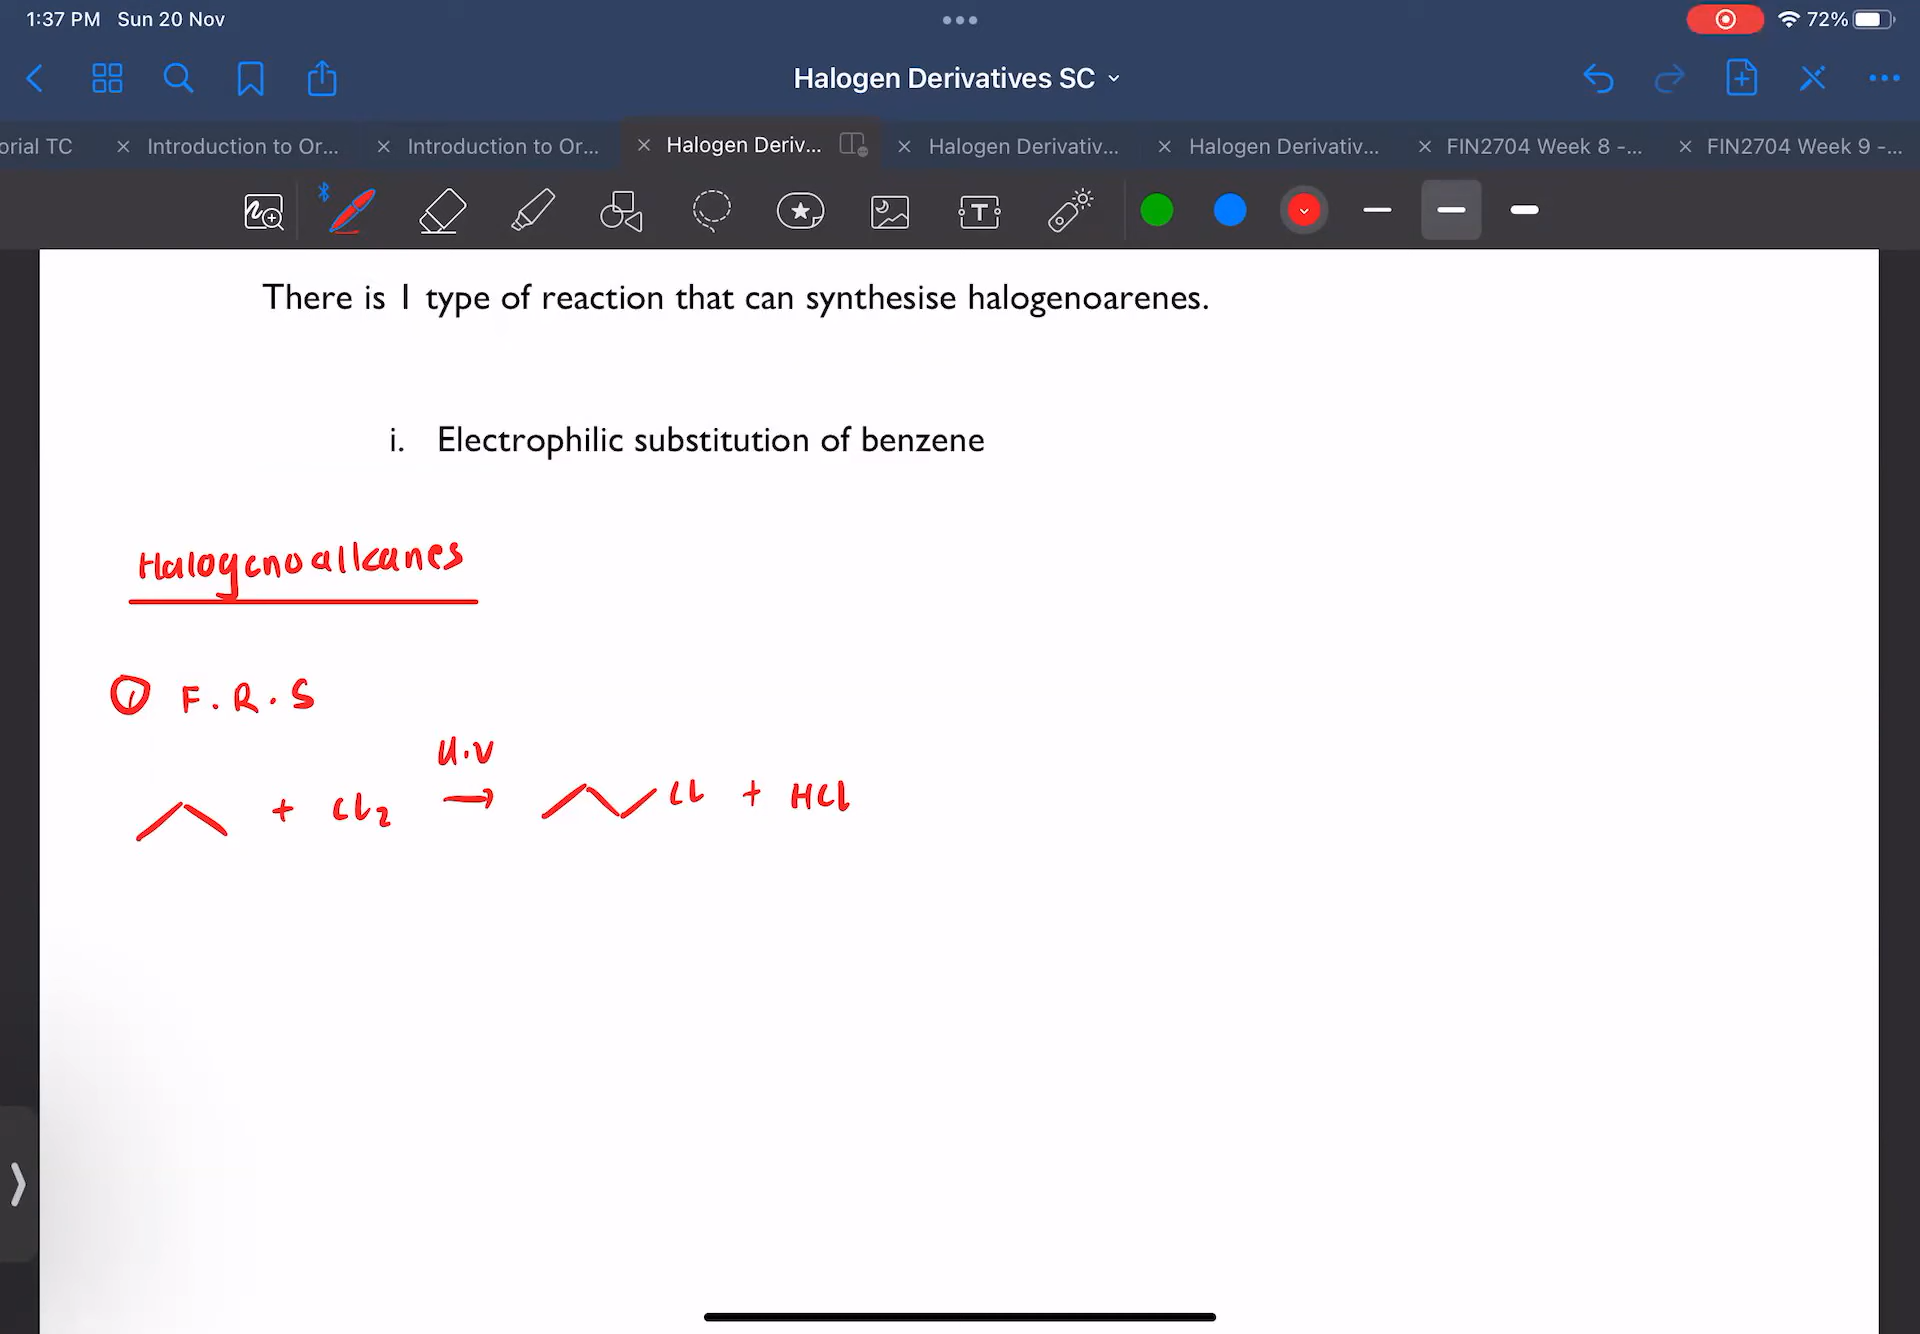 1:37 PM Sun 20 Nov
72%
Halogen Derivatives SC
orial TC
Introduction to Or...
Introduction to Or...
Halogen Deriv...
Halogen Derivativ...
Halogen Derivativ...
FIN2704 Week 8 -...
FIN2704 Week 9 -...
There is 1 type of reaction that can synthesise halogenoarenes.
i. Electrophilic substitution of benzene
Halogenoalkanes
① F.R.S
U.V
+ Cl₂ → Cl + HCl